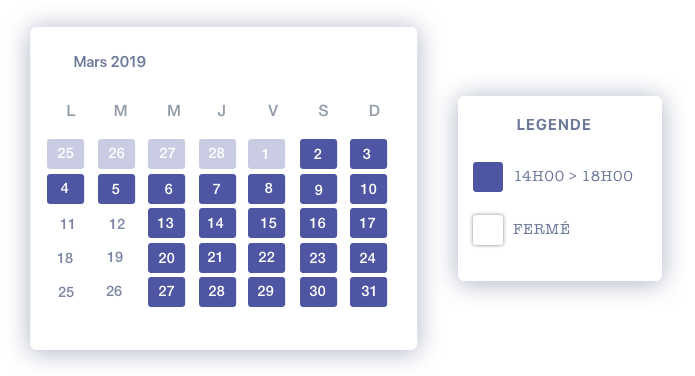 Mars 2019
L M M J V S D
25 26 27 28 1 2 3
4 5 6 7 8 9 10
11 12 13 14 15 16 17
18 19 20 21 22 23 24
25 26 27 28 29 30 31
LEGENDE
14H00 > 18H00
FERMÉ